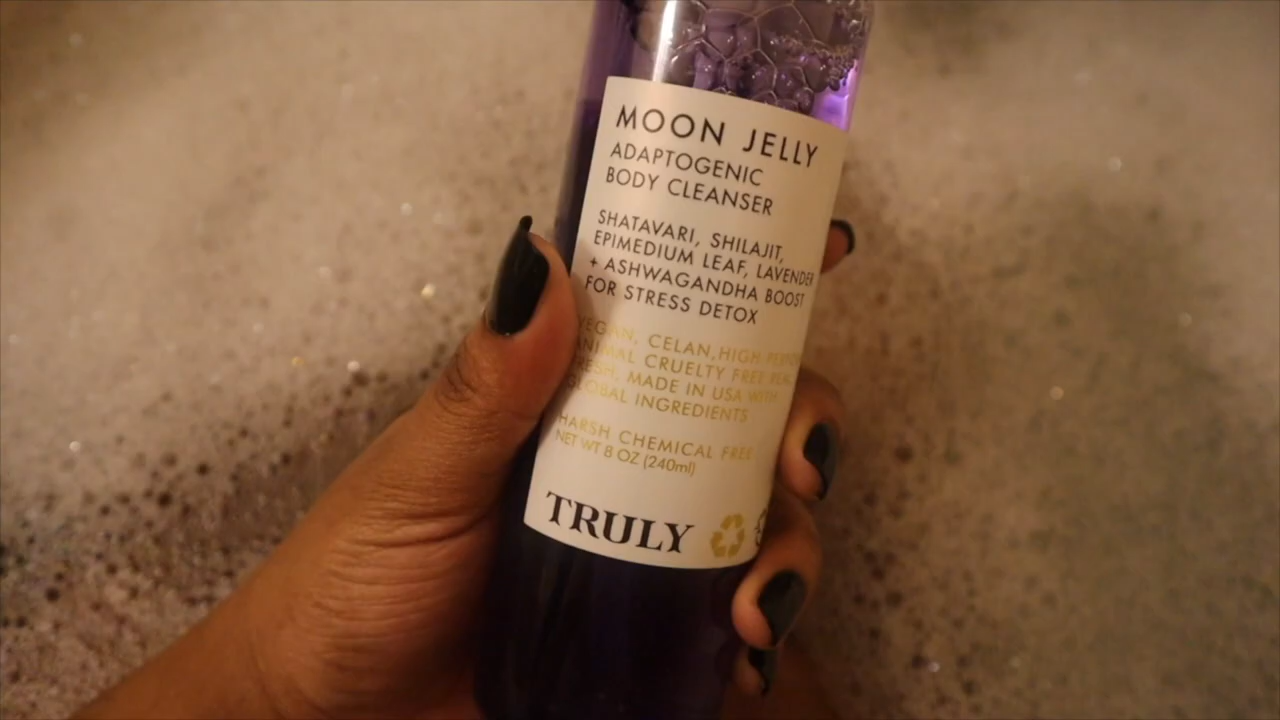 MOON JELLY
ADAPTOGENIC
BODY CLEANSER
SHATAVARI, SHILAJIT,
EPIMEDIUM LEAF, LAVENDER
+ ASHWAGANDHA BOOST
FOR STRESS DETOX
VEGAN, CELAN, HIGH
ANIMAL CRUELTY FREE
MADE IN USA WITH
GLOBAL INGREDIENTS
HARSH CHEMICAL FREE
NET WT 8 OZ (240ml)
TRULY